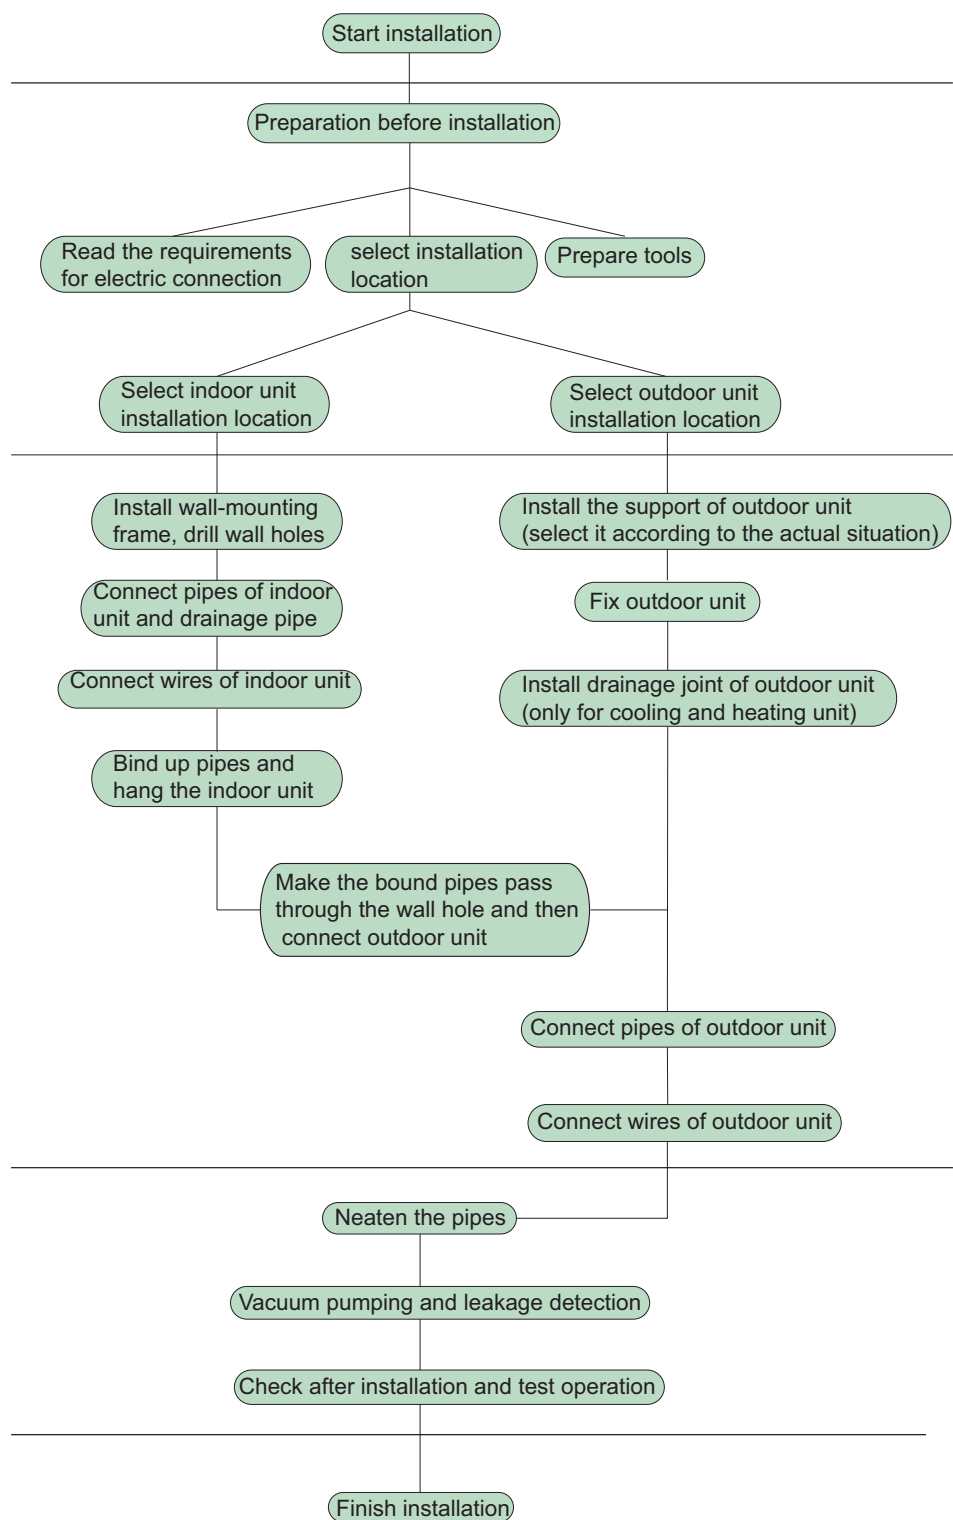 Start installation
Preparation before installation
Read the requirements
for electric connection
select installation
location
Prepare tools
Select indoor unit
installation location
Select outdoor unit
installation location
Install wall-mounting
frame, drill wall holes
Install the support of outdoor unit
(select it according to the actual situation)
Connect pipes of indoor
unit and drainage pipe
Fix outdoor unit
Connect wires of indoor unit
Install drainage joint of outdoor unit
(only for cooling and heating unit)
Bind up pipes and
hang the indoor unit
Make the bound pipes pass
through the wall hole and then
connect outdoor unit
Connect pipes of outdoor unit
Connect wires of outdoor unit
Neaten the pipes
Vacuum pumping and leakage detection
Check after installation and test operation
Finish installation